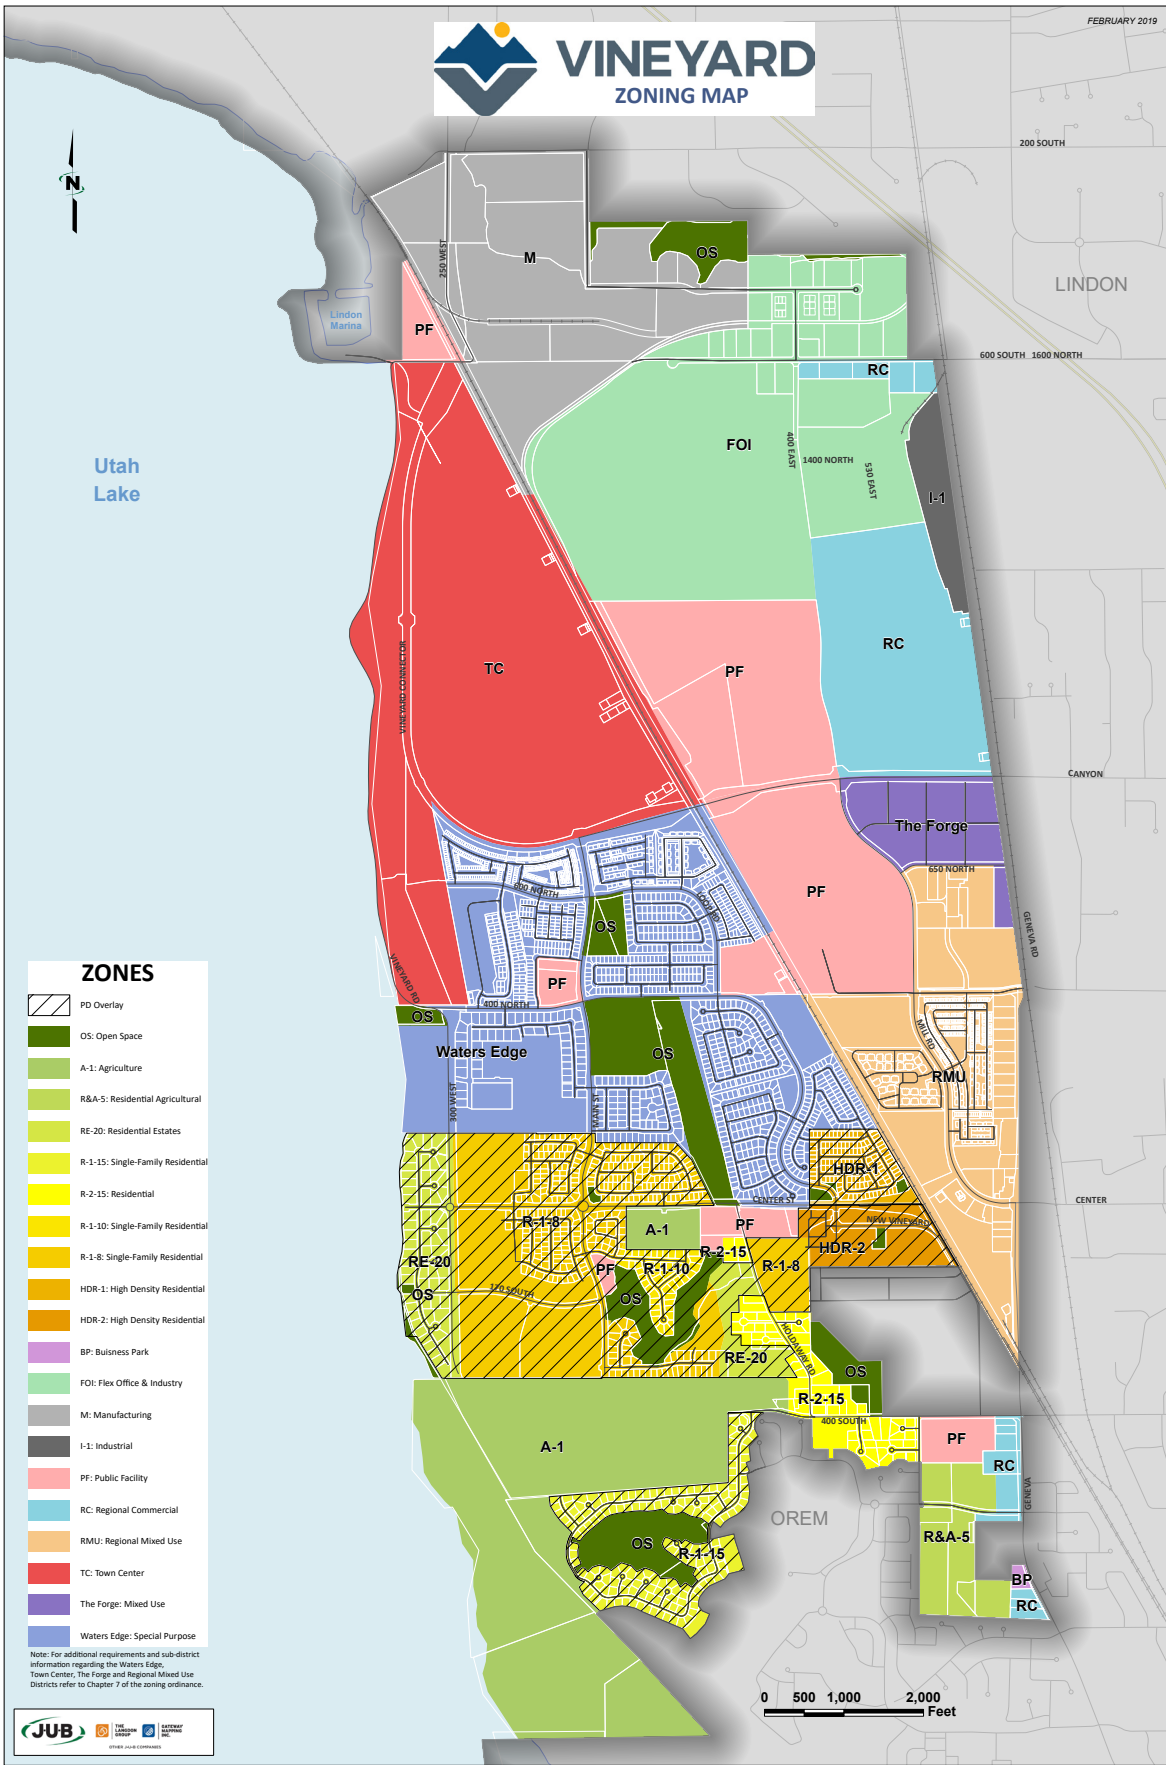 FEBRUARY 2019
VINEYARD
ZONING MAP
N
200 SOUTH
250 WEST
M
OS
LINDON
Lindon
Marina
PF
600 SOUTH 1600 NORTH
RC
FOI
400 EAST
1400 NORTH
530 EAST
I-1
Utah
Lake
RC
VINEYARD CONNECTOR
TC
PF
CANYON
The Forge
650 NORTH
PF
600 NORTH
LOOP RD
OS
GENEVA RD
VINEYARD RD
PF
400 NORTH
OS
Waters Edge
OS
MILL RD
RMU
300 WEST
MAIN ST
HDR-1
CENTER ST
CENTER
R-1-8
A-1
PF
NEW VINEYARD
RE-20
PF
R-1-10
R-2-15
R-1-8
HDR-2
OS
170 SOUTH
OS
HOLDAWAY RD
RE-20
OS
R-2-15
400 SOUTH
A-1
PF
RC
GENEVA
OREM
OS
R-1-15
R&A-5
BP
RC
ZONES
PD Overlay
OS: Open Space
A-1: Agriculture
R&A-5: Residential Agricultural
RE-20: Residential Estates
R-1-15: Single-Family Residential
R-2-15: Residential
R-1-10: Single-Family Residential
R-1-8: Single-Family Residential
HDR-1: High Density Residential
HDR-2: High Density Residential
BP: Buisness Park
FOI: Flex Office & Industry
M: Manufacturing
I-1: Industrial
PF: Public Facility
RC: Regional Commercial
RMU: Regional Mixed Use
TC: Town Center
The Forge: Mixed Use
Waters Edge: Special Purpose
Note: For additional requirements and sub-district
information regarding the Waters Edge,
Town Center, The Forge and Regional Mixed Use
Districts refer to Chapter 7 of the zoning ordinance.
J·U·B
THE
LANGDON
GROUP
GATEWAY
MAPPING
INC.
OTHER J-U-B COMPANIES
0 500 1,000 2,000
Feet